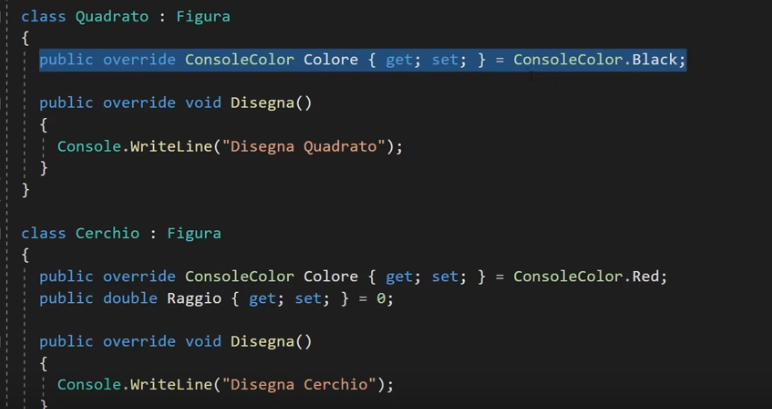 class Quadrato : Figura
{
public override ConsoleColor Colore { get; set; } = ConsoleColor.Black;
public override void Disegna()
{
Console.WriteLine("Disegna Quadrato");
}
}
class Cerchio : Figura
{
public override ConsoleColor Colore { get; set; } = ConsoleColor.Red;
public double Raggio { get; set; } = 0;
public override void Disegna()
{
Console.WriteLine("Disegna Cerchio");
}